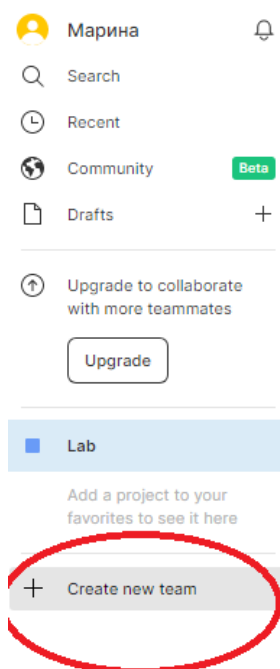 Марина
Search
Recent
Community Beta
Drafts
Upgrade to collaborate
with more teammates
Upgrade
Lab
Add a project to your
favorites to see it here
Create new team